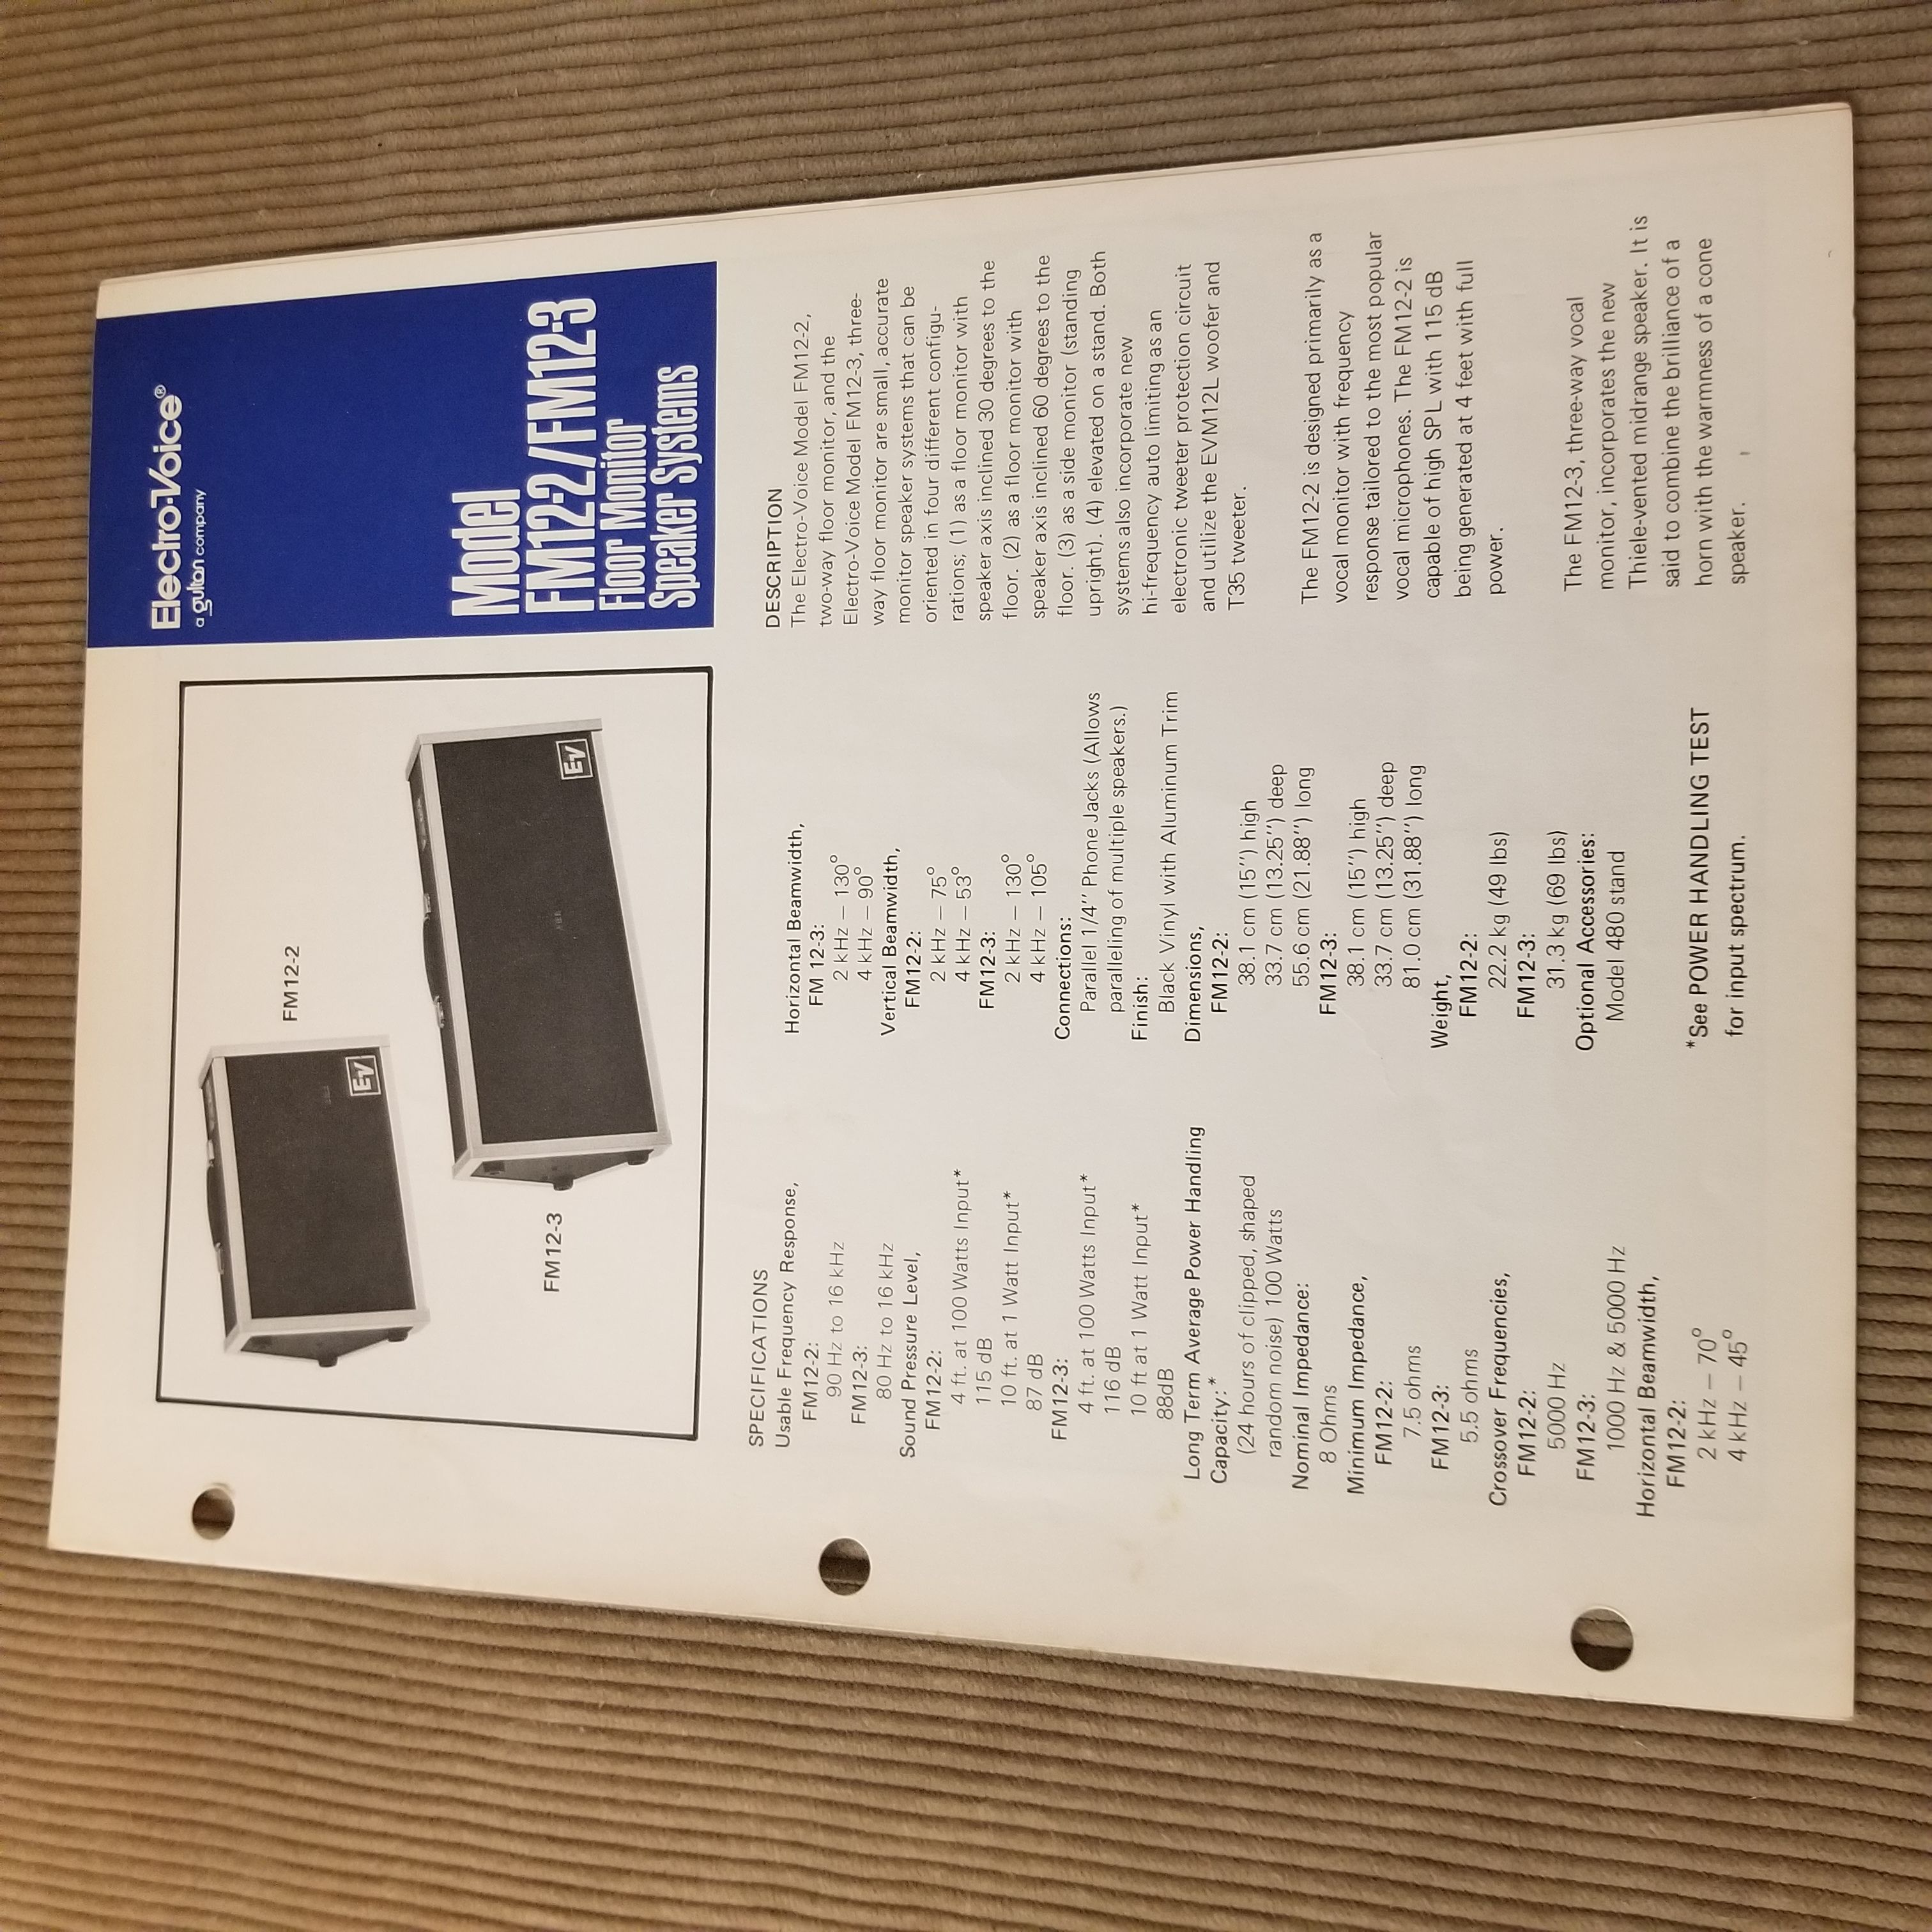 Electro-Voice®
a gulton company
Model
FM12-2/FM12-3
Floor Monitor
Speaker Systems
FM12-2
EV
FM12-3
EV
SPECIFICATIONS
Usable Frequency Response,
FM12-2:
90 Hz to 16 kHz
FM12-3:
80 Hz to 16 kHz
Sound Pressure Level,
FM12-2:
4 ft. at 100 Watts Input*
115 dB
10 ft. at 1 Watt Input*
87 dB
FM12-3:
4 ft. at 100 Watts Input*
116 dB
10 ft at 1 Watt Input*
88dB
Long Term Average Power Handling
Capacity:*
(24 hours of clipped, shaped
random noise) 100 Watts
Nominal Impedance:
8 Ohms
Minimum Impedance,
FM12-2:
7.5 ohms
FM12-3:
5.5 ohms
Crossover Frequencies,
FM12-2:
5000 Hz
FM12-3:
1000 Hz & 5000 Hz
Horizontal Beamwidth,
FM12-2:
2 kHz – 70°
4 kHz – 45°
Horizontal Beamwidth,
FM 12-3:
2 kHz – 130°
4 kHz – 90°
Vertical Beamwidth,
FM12-2:
2 kHz – 75°
4 kHz – 53°
FM12-3:
2 kHz – 130°
4 kHz – 105°
Connections:
Parallel 1/4" Phone Jacks (Allows
paralleling of multiple speakers.)
Finish:
Black Vinyl with Aluminum Trim
Dimensions,
FM12-2:
38.1 cm (15") high
33.7 cm (13.25") deep
55.6 cm (21.88") long
FM12-3:
38.1 cm (15") high
33.7 cm (13.25") deep
81.0 cm (31.88") long
Weight,
FM12-2:
22.2 kg (49 lbs)
FM12-3:
31.3 kg (69 lbs)
Optional Accessories:
Model 480 stand
*See POWER HANDLING TEST
for input spectrum.
DESCRIPTION
The Electro-Voice Model FM12-2,
two-way floor monitor, and the
Electro-Voice Model FM12-3, three-
way floor monitor are small, accurate
monitor speaker systems that can be
oriented in four different configu-
rations; (1) as a floor monitor with
speaker axis inclined 30 degrees to the
floor. (2) as a floor monitor with
speaker axis inclined 60 degrees to the
floor. (3) as a side monitor (standing
upright). (4) elevated on a stand. Both
systems also incorporate new
hi-frequency auto limiting as an
electronic tweeter protection circuit
and utilize the EVM12L woofer and
T35 tweeter.
The FM12-2 is designed primarily as a
vocal monitor with frequency
response tailored to the most popular
vocal microphones. The FM12-2 is
capable of high SPL with 115 dB
being generated at 4 feet with full
power.
The FM12-3, three-way vocal
monitor, incorporates the new
Thiele-vented midrange speaker. It is
said to combine the brilliance of a
horn with the warmness of a cone
speaker.